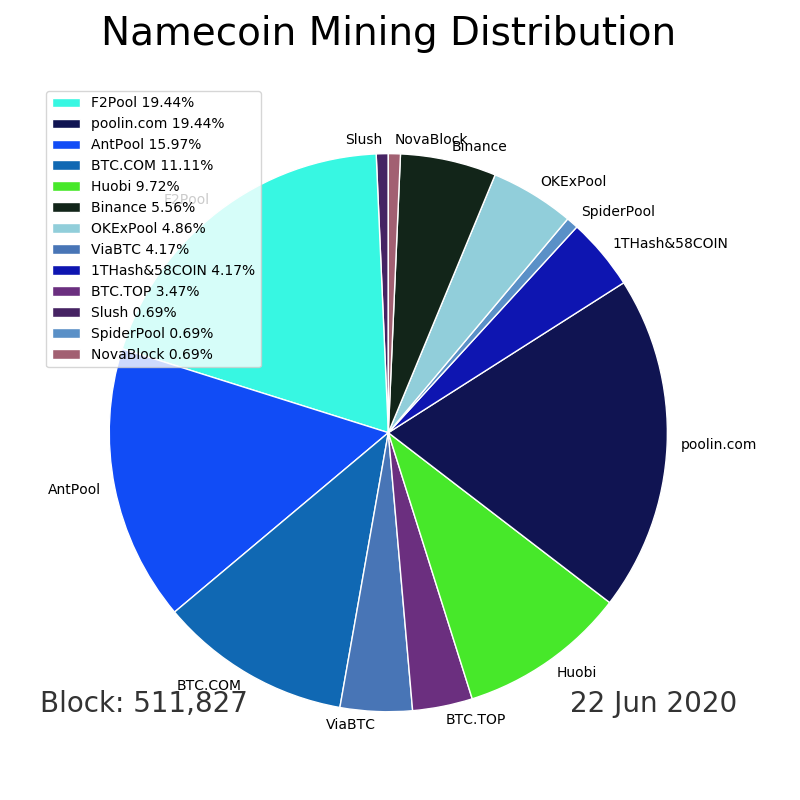 Namecoin Mining Distribution
F2Pool 19.44%
poolin.com 19.44%
AntPool 15.97%
BTC.COM 11.11%
Huobi 9.72%
Binance 5.56%
OKExPool 4.86%
ViaBTC 4.17%
1THash&58COIN 4.17%
BTC.TOP 3.47%
Slush 0.69%
SpiderPool 0.69%
NovaBlock 0.69%
Slush
NovaBlock
Binance
OKExPool
F2Pool
SpiderPool
1THash&58COIN
poolin.com
AntPool
Huobi
BTC.COM
BTC.TOP
ViaBTC
Block: 511,827
22 Jun 2020